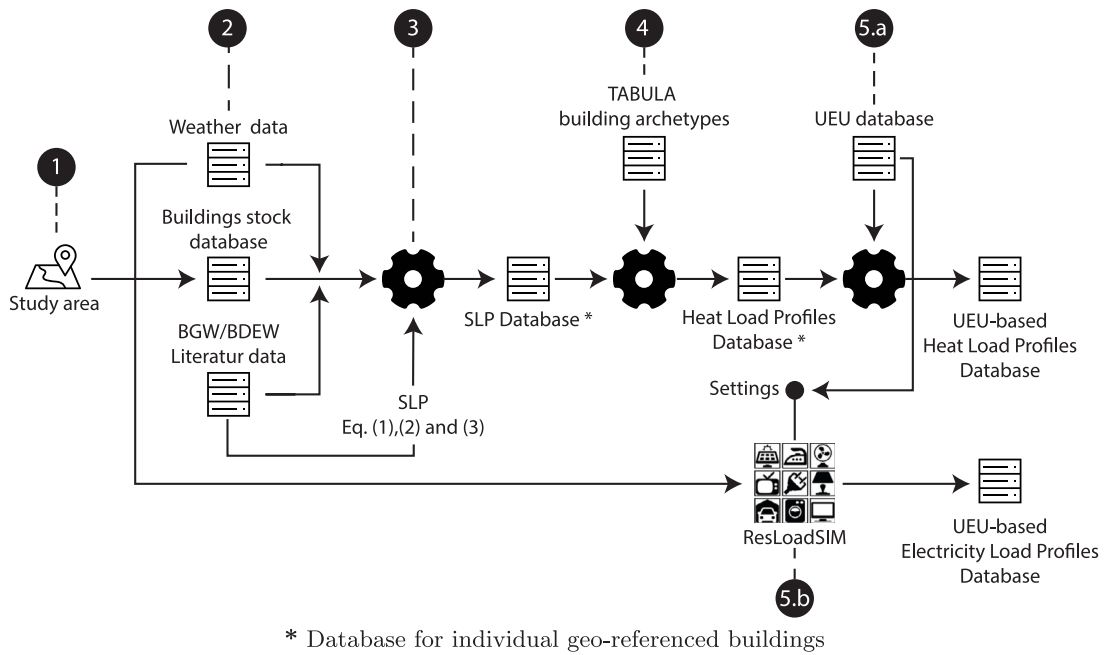 1
2
3
4
5.a
Weather data
TABULA
building archetypes
UEU database
Buildings stock
database
Study area
BGW/BDEW
Literatur data
SLP Database *
Heat Load Profiles
Database *
UEU-based
Heat Load Profiles
Database
SLP
Eq. (1),(2) and (3)
Settings
ResLoadSIM
UEU-based
Electricity Load Profiles
Database
5.b
* Database for individual geo-referenced buildings